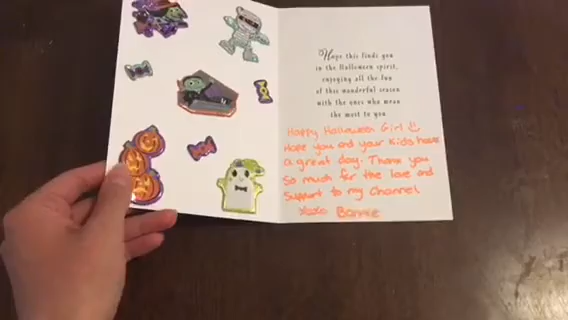 Hope this finds you
in the Halloween spirit,
enjoying all the fun
of this wonderful season
with the ones who mean
the most to you
Happy Halloween Girl
Hope you and your Kids have
a great day. Thank you
So much for the love and
Support to my Channel
xoxo Bonnie